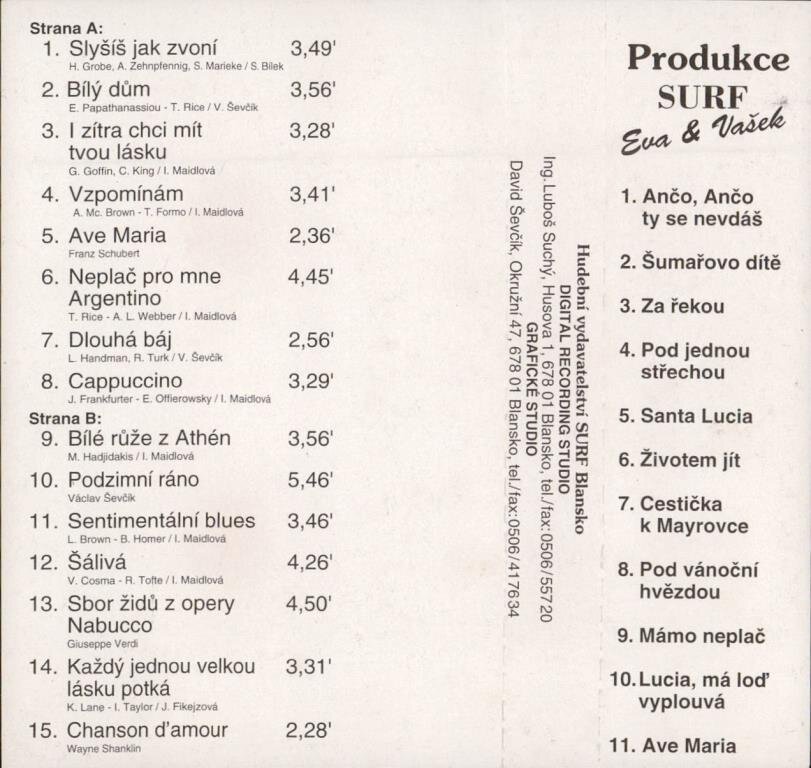 Strana A:
1. Slyšíš jak zvoní 3,49'
H. Grobe, A. Zehnpfennig, S. Marieke / S. Bílek
2. Bílý dům 3,56'
E. Papathanassiou - T. Rice / V. Ševčík
3. I zítra chci mít 3,28'
tvou lásku
G. Goffin, C. King / I. Maidlová
4. Vzpomínám 3,41'
A. Mc. Brown - T. Formo / I. Maidlová
5. Ave Maria 2,36'
Franz Schubert
6. Neplač pro mne 4,45'
Argentino
T. Rice - A. L. Webber / I. Maidlová
7. Dlouhá báj 2,56'
L. Handman, R. Turk / V. Ševčík
8. Cappuccino 3,29'
J. Frankfurter - E. Offierowsky / I. Maidlová
Strana B:
9. Bílé růže z Athén 3,56'
M. Hadjidakis / I. Maidlová
10. Podzimní ráno 5,46'
Václav Ševčík
11. Sentimentální blues 3,46'
L. Brown - B. Homer / I. Maidlová
12. Šálivá 4,26'
V. Cosma - R. Tofte / I. Maidlová
13. Sbor židů z opery 4,50'
Nabucco
Giuseppe Verdi
14. Každý jednou velkou 3,31'
lásku potká
K. Lane - I. Taylor / J. Fikejzová
15. Chanson d'amour 2,28'
Wayne Shanklin
Hudební vydavatelství SURF Blansko
DIGITAL RECORDING STUDIO
Ing. Luboš Suchý, Husova 1, 678 01 Blansko, tel./fax: 0506/55720
GRAFICKÉ STUDIO
David Ševčík, Okružní 47, 678 01 Blansko, tel./fax: 0506/417634
Produkce
SURF
Eva & Vašek
1. Ančo, Ančo
ty se nevdáš
2. Šumařovo dítě
3. Za řekou
4. Pod jednou
střechou
5. Santa Lucia
6. Životem jít
7. Cestička
k Mayrovce
8. Pod vánoční
hvězdou
9. Mámo neplač
10. Lucia, má loď
vyplouvá
11. Ave Maria